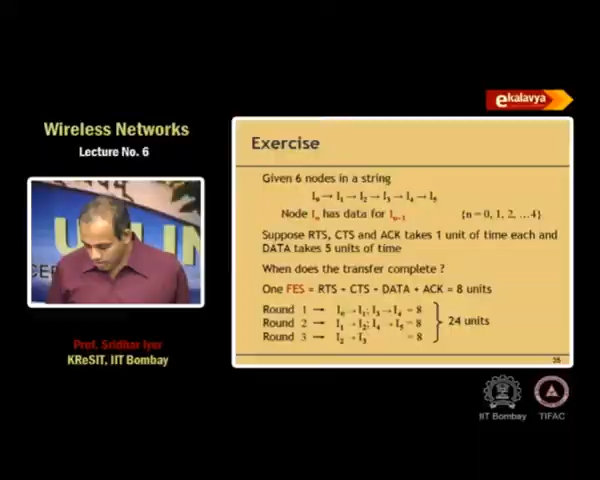 ekalavya
Wireless Networks
Lecture No. 6
Prof. Sridhar Iyer
KReSIT, IIT Bombay
Exercise
Given 6 nodes in a string
I₀ → I₁ → I₂ → I₃ → I₄ → I₅
Node Iₙ has data for Iₙ₊₁ {n = 0, 1, 2, ...4}
Suppose RTS, CTS and ACK takes 1 unit of time each and
DATA takes 5 units of time
When does the transfer complete ?
One FES = RTS + CTS + DATA + ACK = 8 units
Round 1 → I₀ → I₁; I₃ → I₄ = 8
Round 2 → I₁ → I₂; I₄ → I₅ = 8
Round 3 → I₂ → I₃ = 8
24 units
IIT Bombay
TIFAC